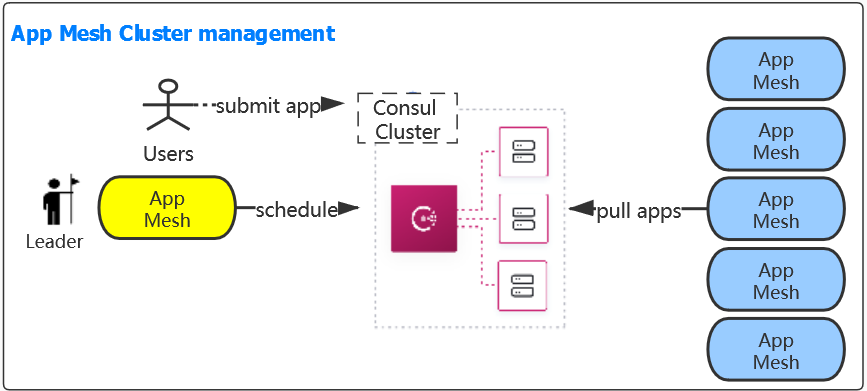 App Mesh Cluster management
submit app
Consul
Cluster
Users
App
Mesh
Leader
schedule
pull apps
App
Mesh
App
Mesh
App
Mesh
App
Mesh
App
Mesh